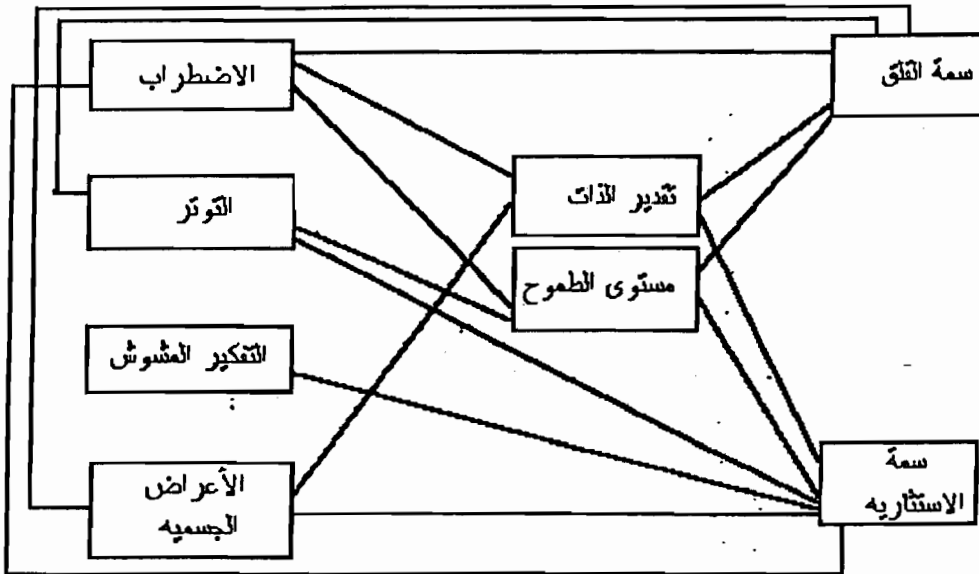 سمة القلق
الاضطراب
تقدير الذات
التوتر
مستوى الطموح
التفكير المشوش
سمة
الاستثاريه
الأعراض
الجسميه